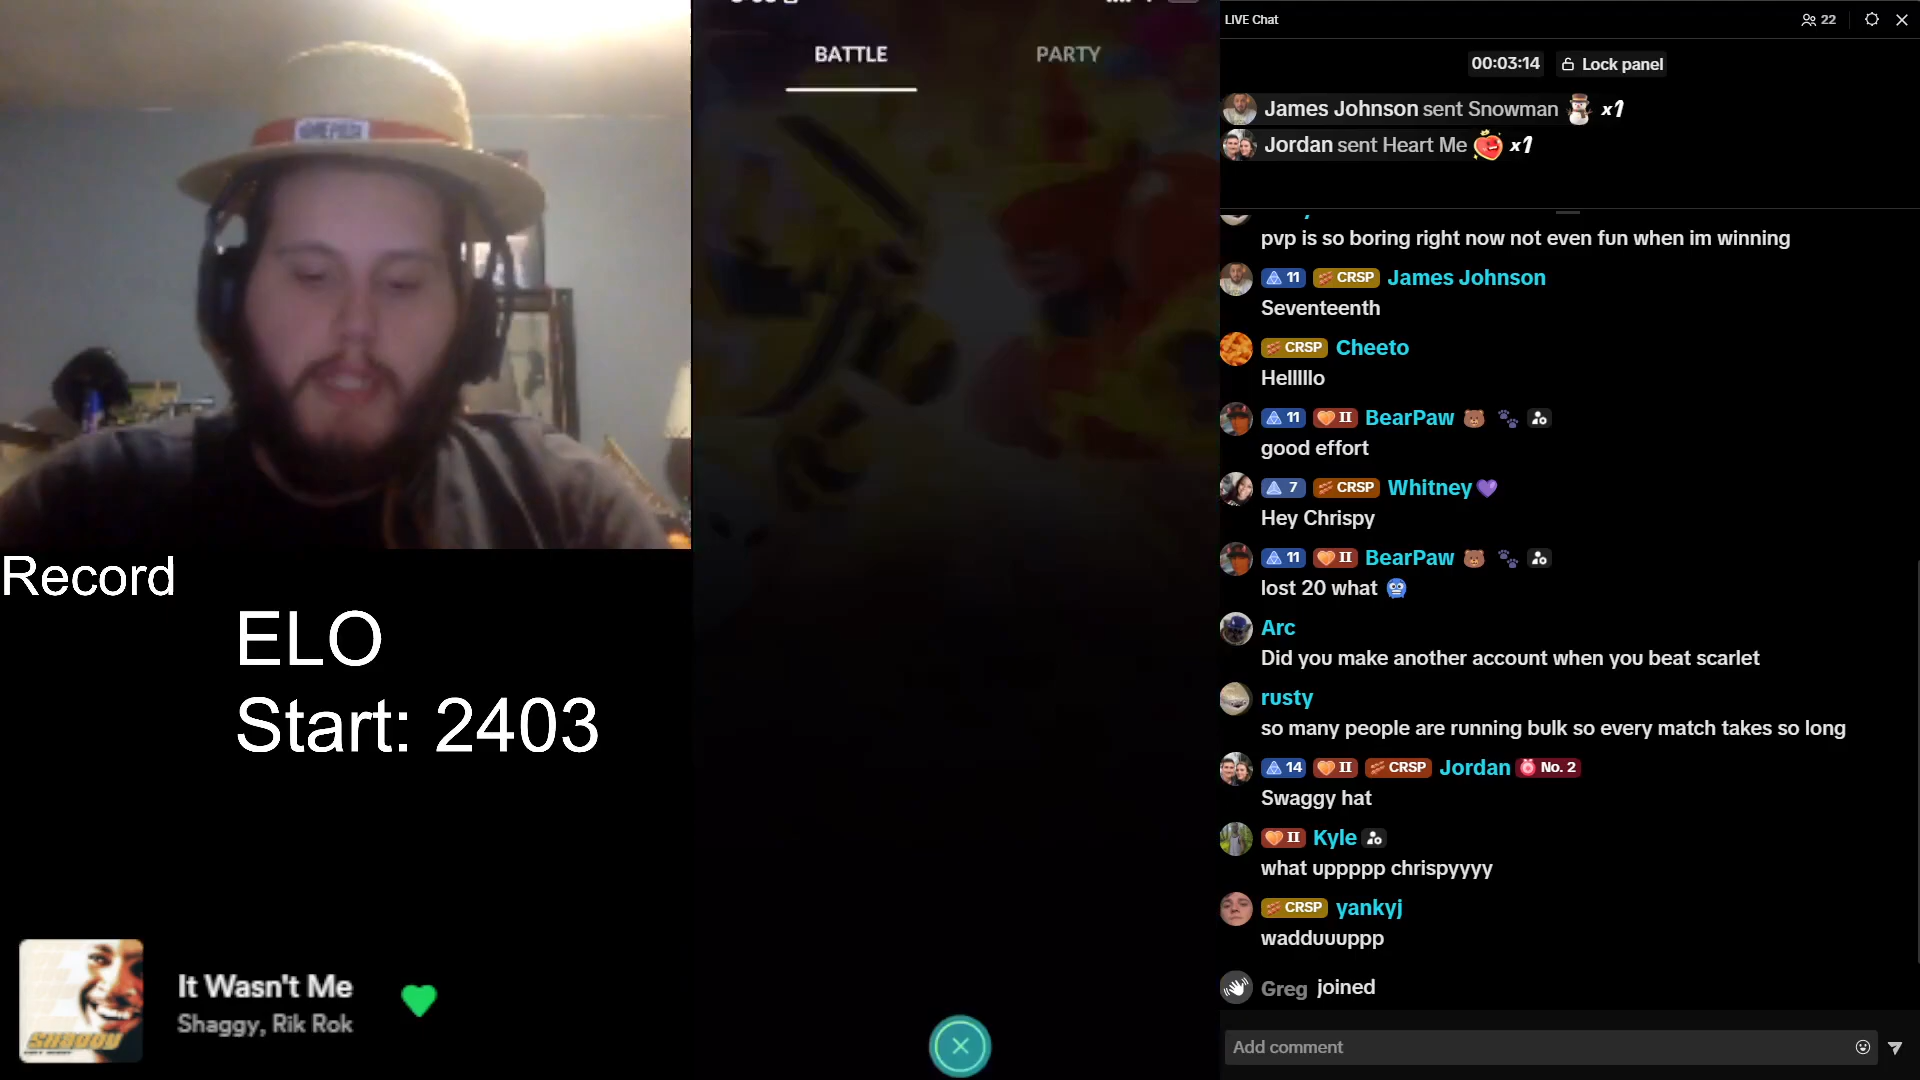 BATTLE
PARTY
Record
ELO
Start: 2403
It Wasn't Me
Shaggy, Rik Rok
SHAGGY
LIVE Chat
22
00:03:14
Lock panel
James Johnson sent Snowman x1
Jordan sent Heart Me x1
pvp is so boring right now not even fun when im winning
11 CRSP James Johnson
Seventeenth
CRSP Cheeto
Helllllo
11 II BearPaw
good effort
7 CRSP Whitney
Hey Chrispy
11 II BearPaw
lost 20 what
Arc
Did you make another account when you beat scarlet
rusty
so many people are running bulk so every match takes so long
14 II CRSP Jordan No. 2
Swaggy hat
II Kyle
what uppppp chrispyyyy
CRSP yankyj
wadduuuppp
Greg joined
Add comment